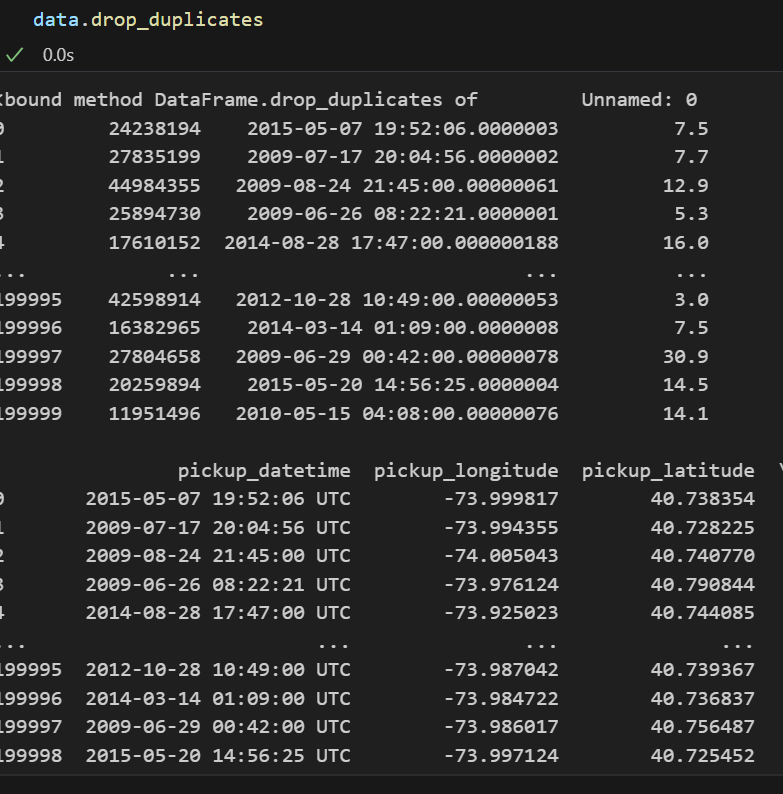 data.drop_duplicates
0.0s
<bound method DataFrame.drop_duplicates of         Unnamed: 0
0         24238194    2015-05-07 19:52:06.0000003          7.5
1         27835199    2009-07-17 20:04:56.0000002          7.7
2         44984355   2009-08-24 21:45:00.00000061         12.9
3         25894730    2009-06-26 08:22:21.0000001          5.3
4         17610152  2014-08-28 17:47:00.000000188         16.0
...            ...                            ...          ...
199995    42598914   2012-10-28 10:49:00.00000053          3.0
199996    16382965    2014-03-14 01:09:00.0000008          7.5
199997    27804658   2009-06-29 00:42:00.00000078         30.9
199998    20259894    2015-05-20 14:56:25.0000004         14.5
199999    11951496   2010-05-15 04:08:00.00000076         14.1
pickup_datetime  pickup_longitude  pickup_latitude  \
0       2015-05-07 19:52:06 UTC        -73.999817        40.738354
1       2009-07-17 20:04:56 UTC        -73.994355        40.728225
2       2009-08-24 21:45:00 UTC        -74.005043        40.740770
3       2009-06-26 08:22:21 UTC        -73.976124        40.790844
4       2014-08-28 17:47:00 UTC        -73.925023        40.744085
...                         ...               ...              ...
199995  2012-10-28 10:49:00 UTC        -73.987042        40.739367
199996  2014-03-14 01:09:00 UTC        -73.984722        40.736837
199997  2009-06-29 00:42:00 UTC        -73.986017        40.756487
199998  2015-05-20 14:56:25 UTC        -73.997124        40.725452